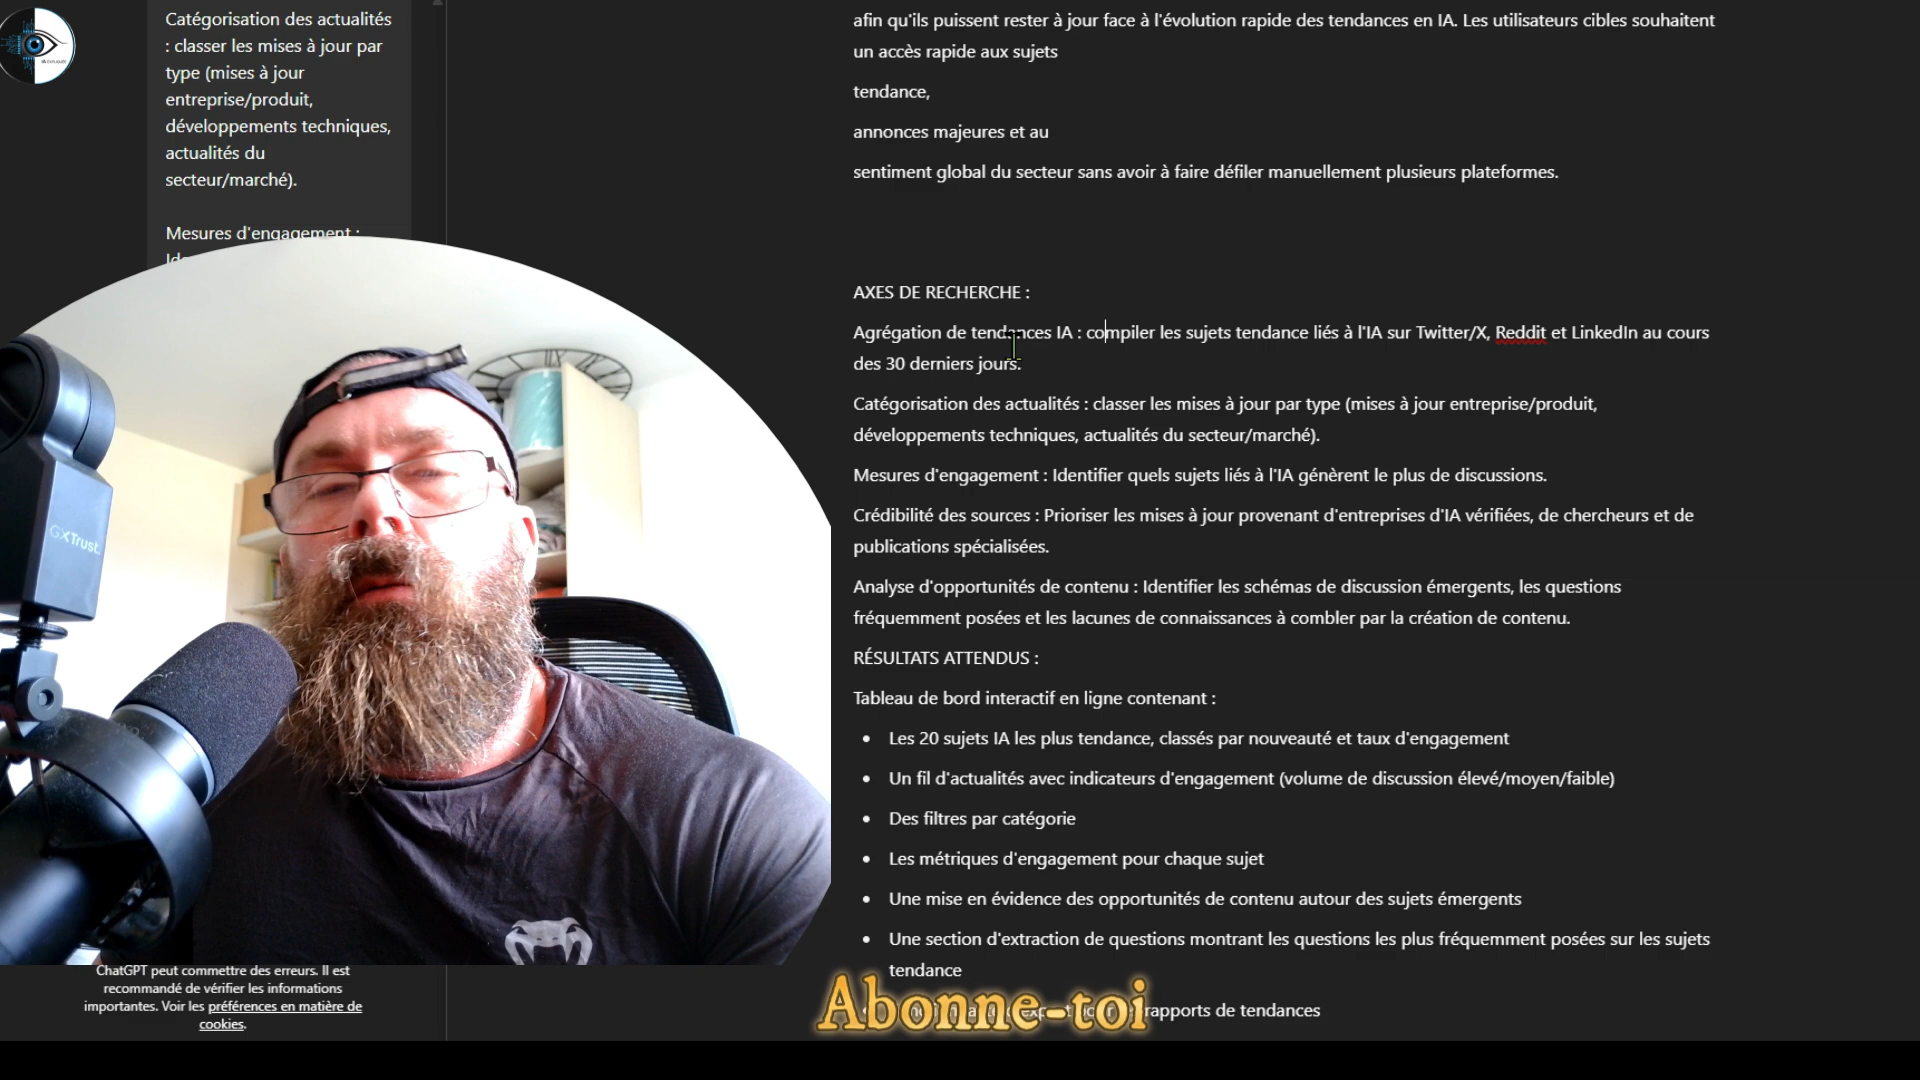 Catégorisation des actualités
: classer les mises à jour par
type (mises à jour
entreprise/produit,
développements techniques,
actualités du
secteur/marché).
Mesures d'engagement :
ChatGPT peut commettre des erreurs. Il est
recommandé de vérifier les informations
importantes. Voir les préférences en matière de
cookies.
afin qu'ils puissent rester à jour face à l'évolution rapide des tendances en IA. Les utilisateurs cibles souhaitent
un accès rapide aux sujets
tendance,
annonces majeures et au
sentiment global du secteur sans avoir à faire défiler manuellement plusieurs plateformes.
AXES DE RECHERCHE :
Agrégation de tendances IA : compiler les sujets tendance liés à l'IA sur Twitter/X, Reddit et LinkedIn au cours
des 30 derniers jours.
Catégorisation des actualités : classer les mises à jour par type (mises à jour entreprise/produit,
développements techniques, actualités du secteur/marché).
Mesures d'engagement : Identifier quels sujets liés à l'IA génèrent le plus de discussions.
Crédibilité des sources : Prioriser les mises à jour provenant d'entreprises d'IA vérifiées, de chercheurs et de
publications spécialisées.
Analyse d'opportunités de contenu : Identifier les schémas de discussion émergents, les questions
fréquemment posées et les lacunes de connaissances à combler par la création de contenu.
RÉSULTATS ATTENDUS :
Tableau de bord interactif en ligne contenant :
• Les 20 sujets IA les plus tendance, classés par nouveauté et taux d'engagement
• Un fil d'actualités avec indicateurs d'engagement (volume de discussion élevé/moyen/faible)
• Des filtres par catégorie
• Les métriques d'engagement pour chaque sujet
• Une mise en évidence des opportunités de contenu autour des sujets émergents
• Une section d'extraction de questions montrant les questions les plus fréquemment posées sur les sujets
tendance
rapports de tendances
Abonne-toi
GXTrust